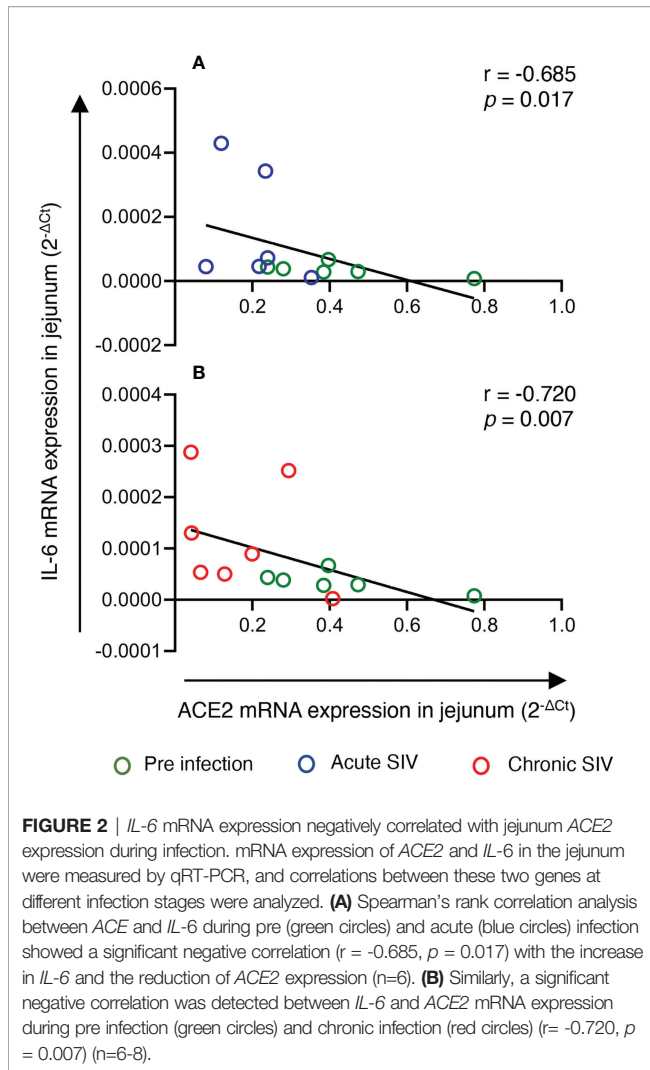 A
r = -0.685
p = 0.017
0.0006
0.0004
0.0002
0.0000
-0.0002
0.2 0.4 0.6 0.8 1.0
B
r = -0.720
p = 0.007
0.0004
0.0003
0.0002
0.0001
0.0000
-0.0001
0.2 0.4 0.6 0.8 1.0
IL-6 mRNA expression in jejunum (2-ΔCt)
ACE2 mRNA expression in jejunum (2-ΔCt)
Pre infection Acute SIV Chronic SIV
FIGURE 2 | IL-6 mRNA expression negatively correlated with jejunum ACE2
expression during infection. mRNA expression of ACE2 and IL-6 in the jejunum
were measured by qRT-PCR, and correlations between these two genes at
different infection stages were analyzed. (A) Spearman's rank correlation analysis
between ACE and IL-6 during pre (green circles) and acute (blue circles) infection
showed a significant negative correlation (r = -0.685, p = 0.017) with the increase
in IL-6 and the reduction of ACE2 expression (n=6). (B) Similarly, a significant
negative correlation was detected between IL-6 and ACE2 mRNA expression
during pre infection (green circles) and chronic infection (red circles) (r= -0.720, p
= 0.007) (n=6-8).